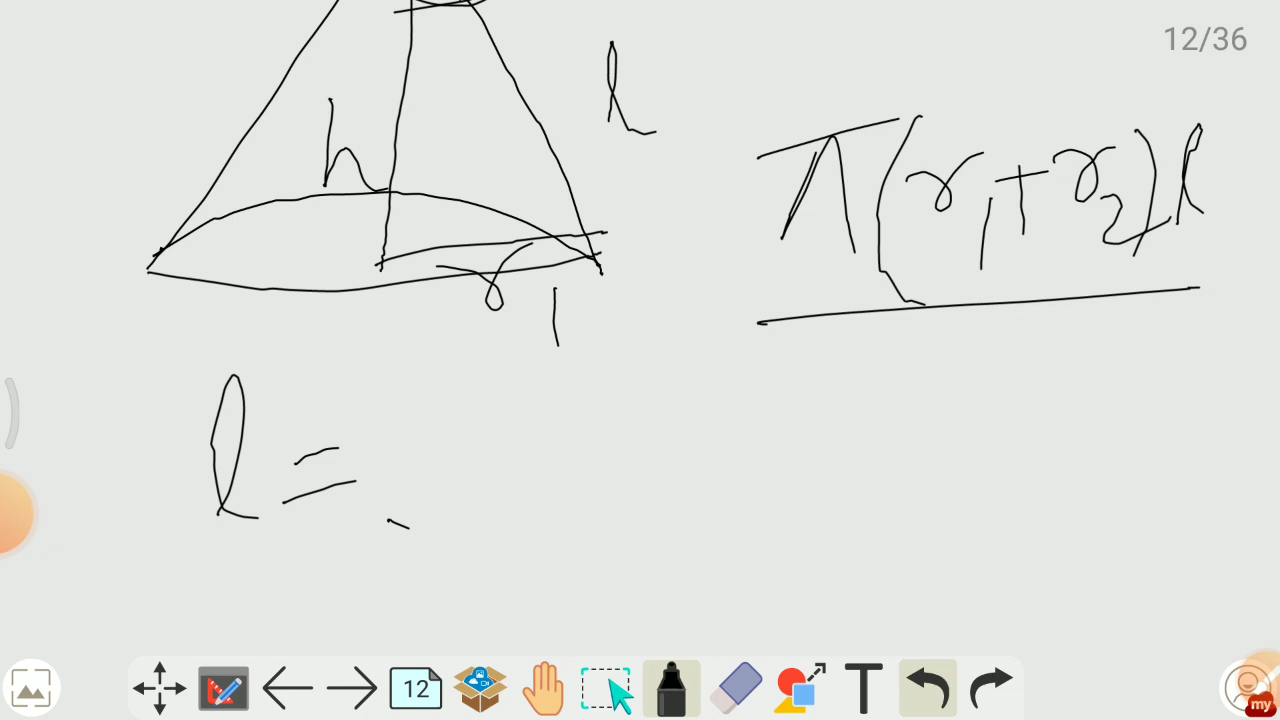 12/36
l
h
π(r₁+r₂)l
r₁
l =
12
T
my